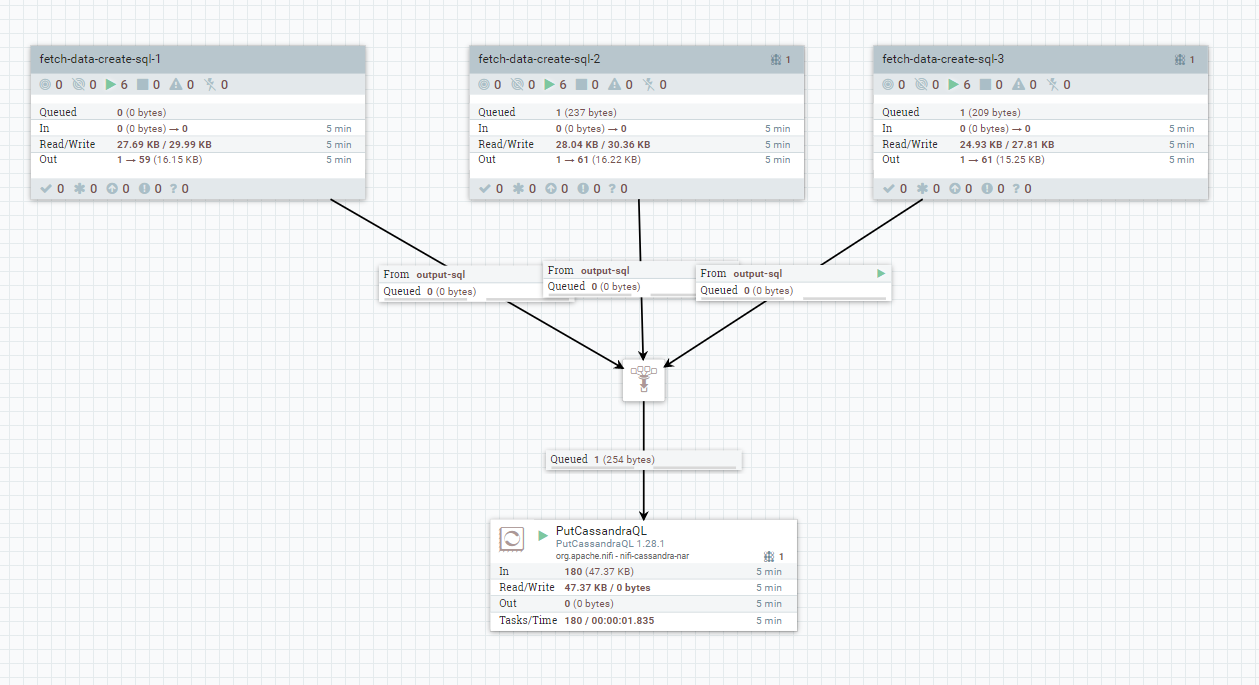 fetch-data-create-sql-1
0 0 6 0 0 0
Queued 0 (0 bytes)
In 0 (0 bytes) → 0 5 min
Read/Write 27.69 KB / 29.99 KB 5 min
Out 1 → 59 (16.15 KB) 5 min
0 0 0 0 ? 0
fetch-data-create-sql-2 1
0 0 6 0 0 0
Queued 1 (237 bytes)
In 0 (0 bytes) → 0 5 min
Read/Write 28.04 KB / 30.36 KB 5 min
Out 1 → 61 (16.22 KB) 5 min
0 0 0 0 ? 0
fetch-data-create-sql-3 1
0 0 6 0 0 0
Queued 1 (209 bytes)
In 0 (0 bytes) → 0 5 min
Read/Write 24.93 KB / 27.81 KB 5 min
Out 1 → 61 (15.25 KB) 5 min
0 0 0 0 ? 0
From output-sql
Queued 0 (0 bytes)
From output-sql
Queued 0 (0 bytes)
From output-sql
Queued 0 (0 bytes)
Queued 1 (254 bytes)
PutCassandraQL
PutCassandraQL 1.28.1
org.apache.nifi - nifi-cassandra-nar 1
In 180 (47.37 KB) 5 min
Read/Write 47.37 KB / 0 bytes 5 min
Out 0 (0 bytes) 5 min
Tasks/Time 180 / 00:00:01.835 5 min